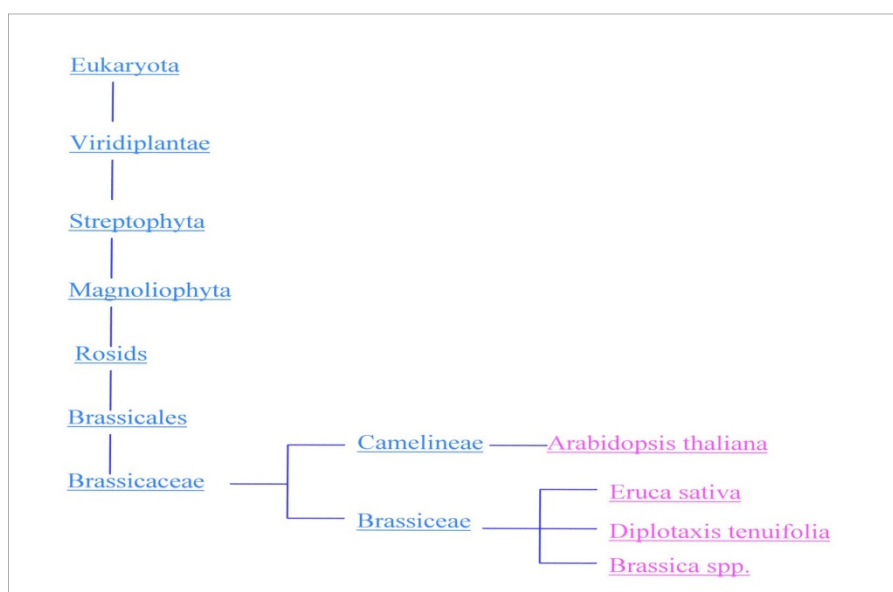 Eukaryota
Viridiplantae
Streptophyta
Magnoliophyta
Rosids
Brassicales
Brassicaceae
Camelineae
Arabidopsis thaliana
Brassiceae
Eruca sativa
Diplotaxis tenuifolia
Brassica spp.